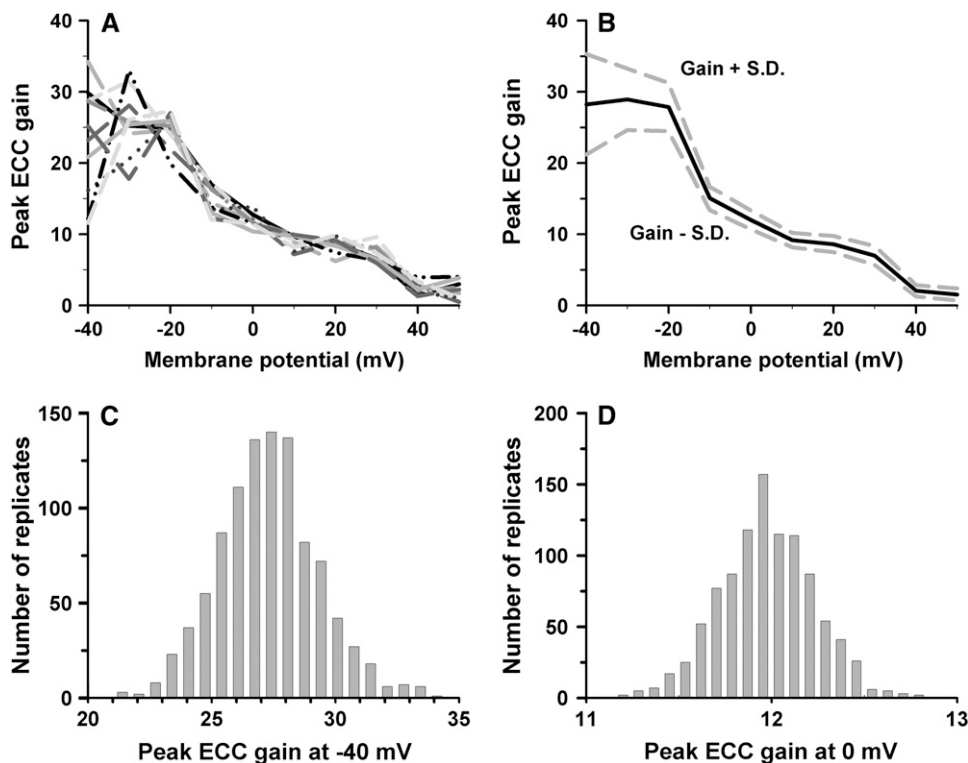 A
Peak ECC gain
40
30
20
10
0
-40 -20 0 20 40
Membrane potential (mV)
B
Peak ECC gain
40
30
20
10
0
Gain + S.D.
Gain - S.D.
-40 -20 0 20 40
Membrane potential (mV)
C
Number of replicates
150
100
50
0
20 25 30 35
Peak ECC gain at -40 mV
D
Number of replicates
200
150
100
50
0
11 12 13
Peak ECC gain at 0 mV